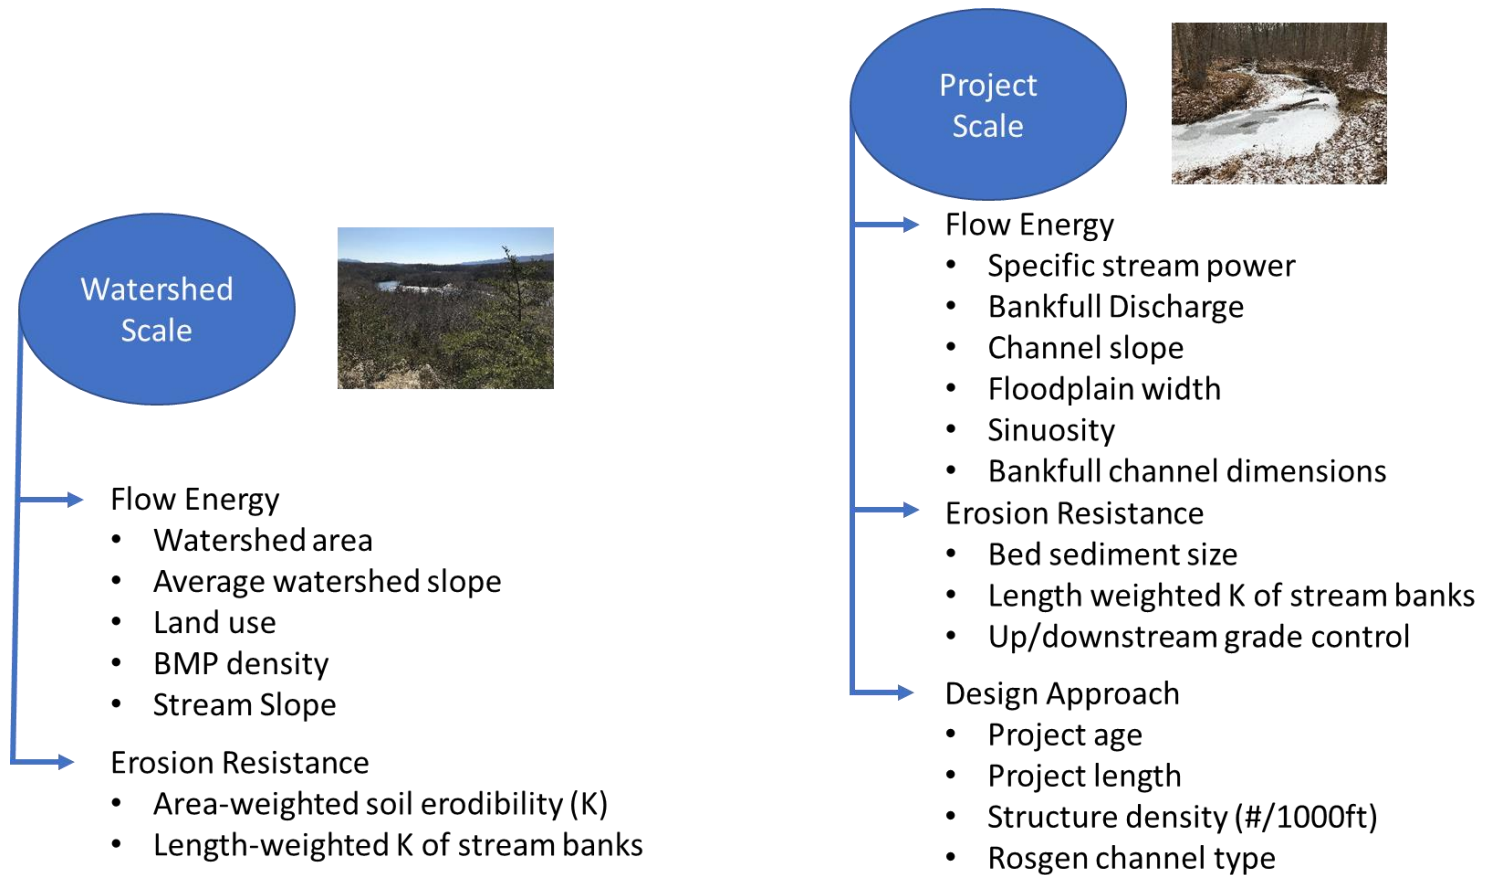 Watershed
Scale
Flow Energy
• Watershed area
• Average watershed slope
• Land use
• BMP density
• Stream Slope
Erosion Resistance
• Area-weighted soil erodibility (K)
• Length-weighted K of stream banks
Project
Scale
Flow Energy
• Specific stream power
• Bankfull Discharge
• Channel slope
• Floodplain width
• Sinuosity
• Bankfull channel dimensions
Erosion Resistance
• Bed sediment size
• Length weighted K of stream banks
• Up/downstream grade control
Design Approach
• Project age
• Project length
• Structure density (#/1000ft)
• Rosgen channel type